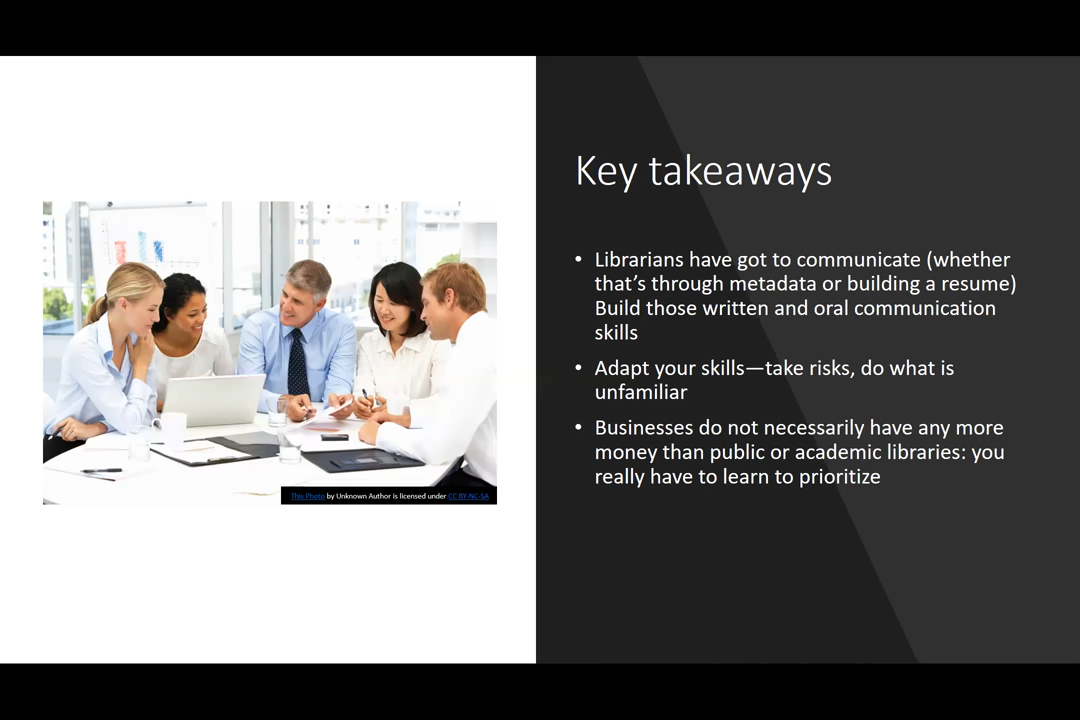 Key takeaways
• Librarians have got to communicate (whether
that’s through metadata or building a resume)
Build those written and oral communication
skills
• Adapt your skills—take risks, do what is
unfamiliar
• Businesses do not necessarily have any more
money than public or academic libraries: you
really have to learn to prioritize
This Photo by Unknown Author is licensed under CC BY-NC-SA